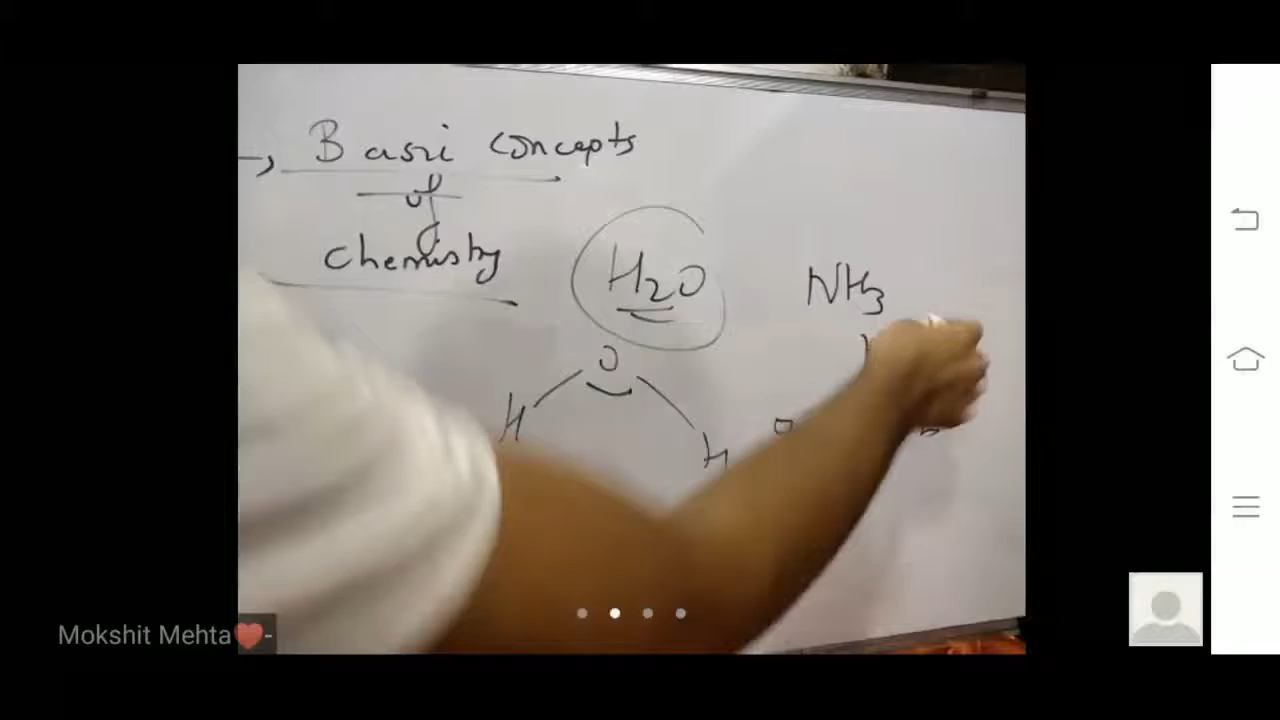 Basic concepts
of
chemistry
H2O
NH3
O
H
H
Mokshit Mehta❤-